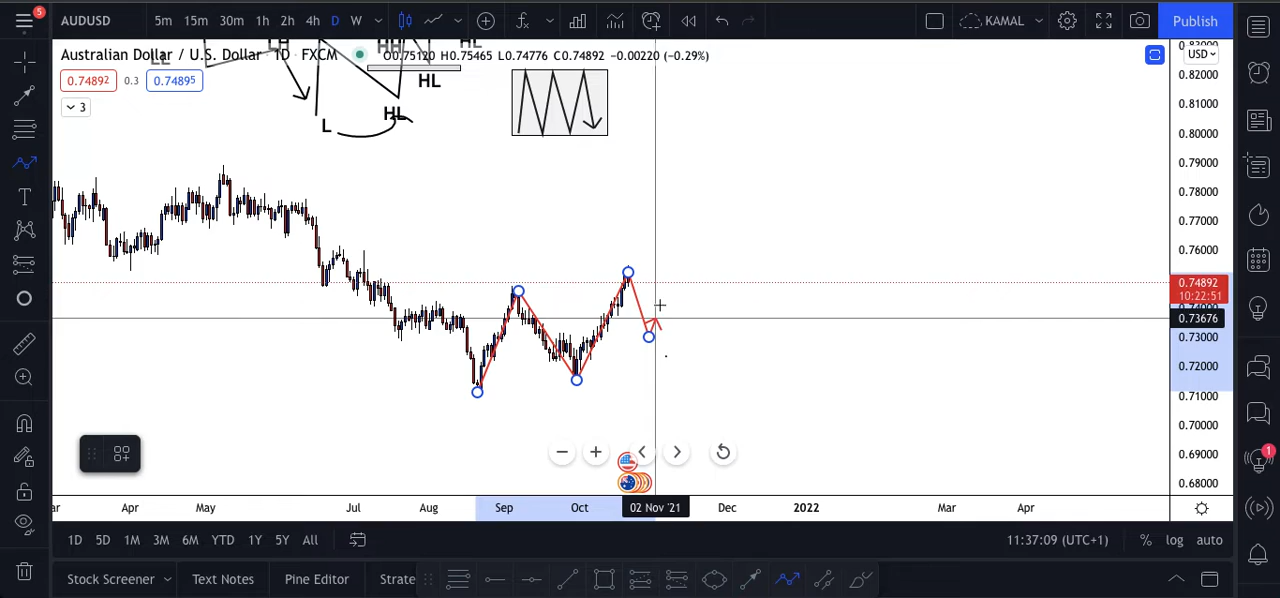 5
AUDUSD 5m 15m 30m 1h 2h 4h D W KAMAL Publish
LL LH HH HL
Australian Dollar / U.S. Dollar · 1D · FXCM O0.75120 H0.75465 L0.74776 C0.74892 −0.00220 (−0.29%)
0.74892 0.3 0.74895
3
HL
HL
L
USD
0.82000
0.81000
0.80000
0.79000
0.78000
0.77000
0.76000
0.74892
10:22:51
0.73676
0.73000
0.72000
0.71000
0.70000
0.69000
0.68000
1
Apr May Jul Aug Sep Oct 02 Nov '21 Dec 2022 Mar Apr
1D 5D 1M 3M 6M YTD 1Y 5Y All 11:37:09 (UTC+1) % log auto
Stock Screener Text Notes Pine Editor Strate